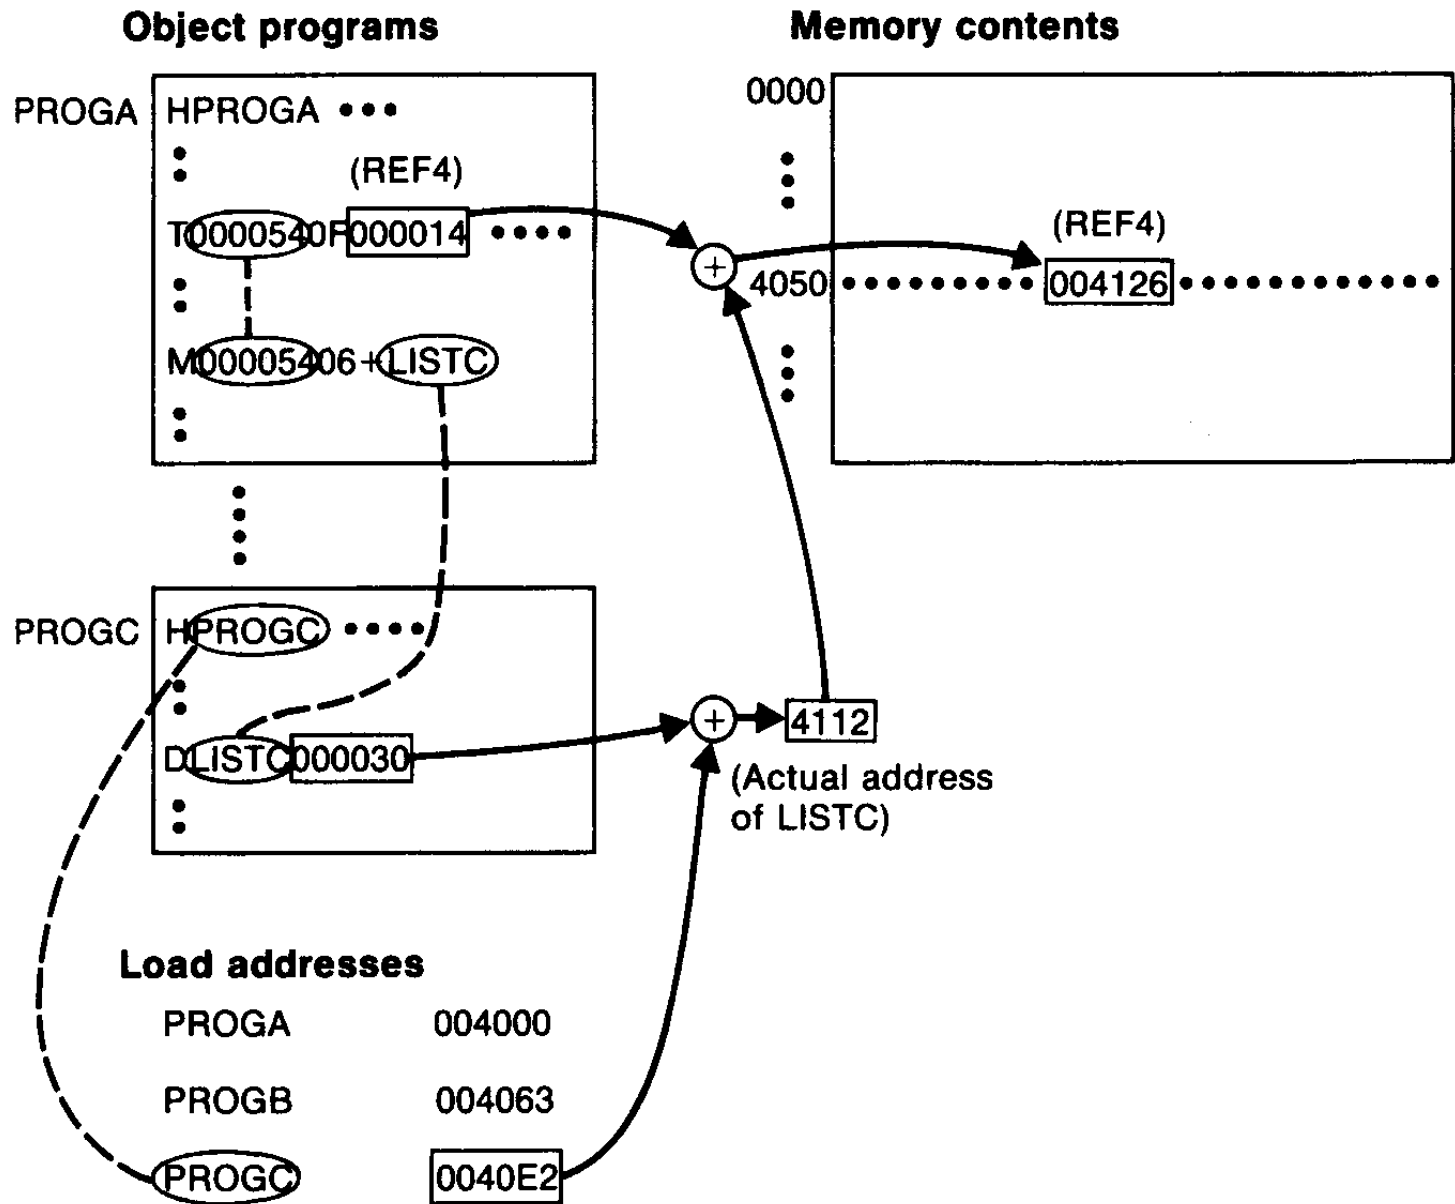 Object programs
Memory contents
PROGA
HPROGA •••
(REF4)
T0000540F000014 ••••
M00005406+LISTC
0000
(REF4)
4050 ••••••••• 004126 •••••••••••••
PROGC
HPROGC ••••
DLISTC000030
4112
(Actual address
of LISTC)
Load addresses
PROGA 004000
PROGB 004063
PROGC 0040E2